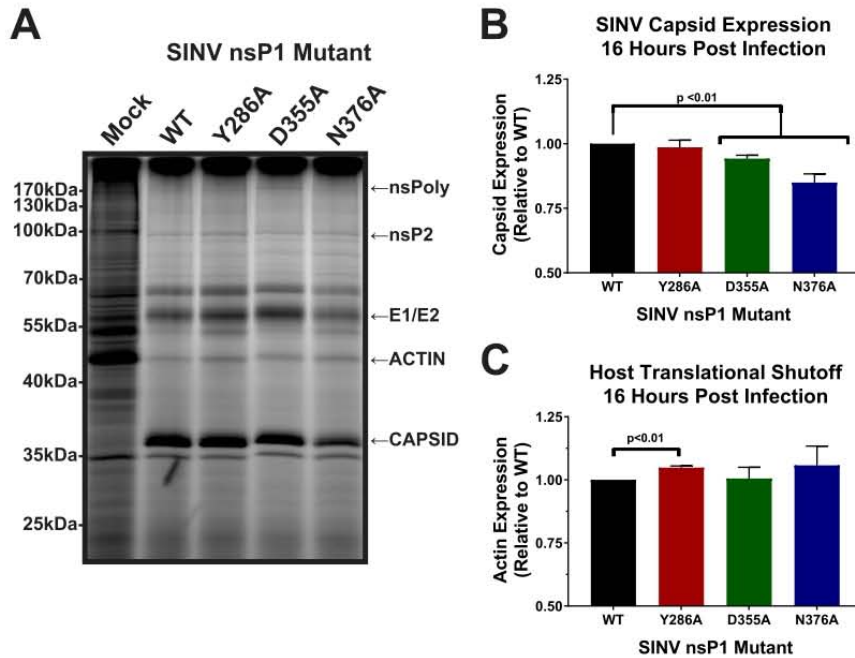 A
SINV nsP1 Mutant
Mock
WT
Y286A
D355A
N376A
170kDa
130kDa
100kDa
70kDa
55kDa
40kDa
35kDa
25kDa
←nsPoly
←nsP2
←E1/E2
←ACTIN
←CAPSID
B
SINV Capsid Expression
16 Hours Post Infection
Capsid Expression
(Relative to WT)
1.25
1.00
0.75
0.50
p <0.01
WT Y286A D355A N376A
SINV nsP1 Mutant
C
Host Translational Shutoff
16 Hours Post Infection
Actin Expression
(Relative to WT)
1.25
1.00
0.75
0.50
p<0.01
WT Y286A D355A N376A
SINV nsP1 Mutant